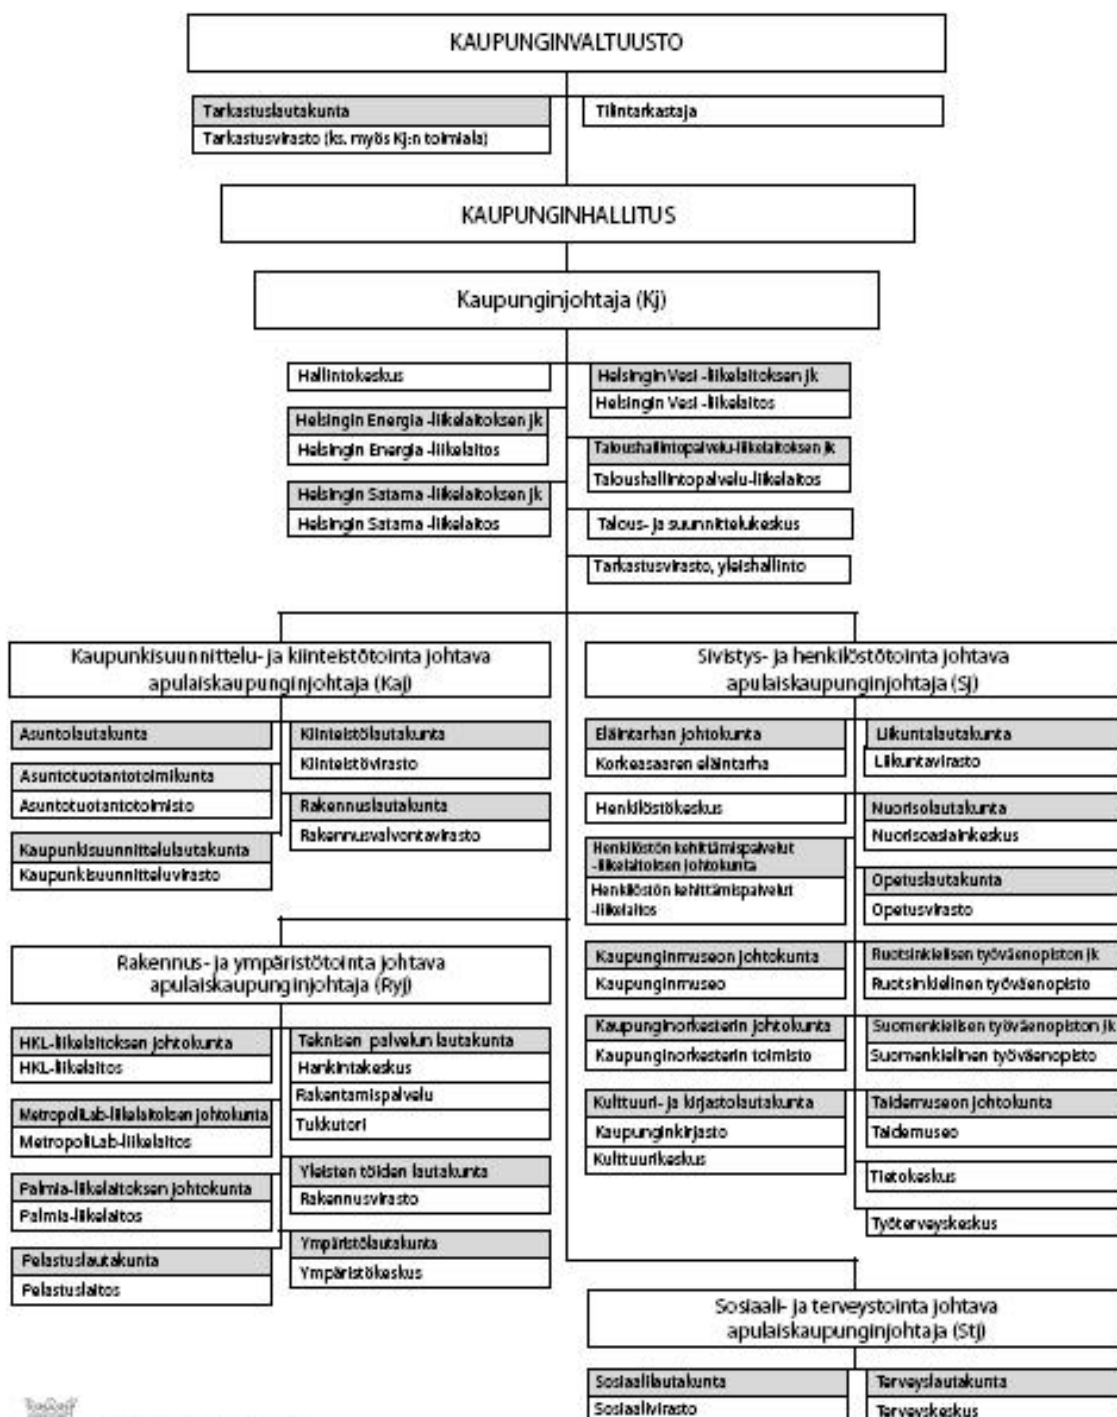 KAUPUNGINVALTUUSTO
Tarkastuslautakunta
Tarkastusvirasto (ks. myös Kj:n toimiala)
Tilintarkastaja
KAUPUNGINHALLITUS
Kaupunginjohtaja (Kj)
Hallintokeskus
Helsingin Energia -liikelaitoksen jk
Helsingin Energia -liikelaitos
Helsingin Satama -liikelaitoksen jk
Helsingin Satama -liikelaitos
Helsingin Vesi -liikelaitoksen jk
Helsingin Vesi -liikelaitos
Taloushallintopalvelu-liikelaitoksen jk
Taloushallintopalvelu-liikelaitos
Talous- ja suunnittelukeskus
Tarkastusvirasto, yleishallinto
Kaupunkisuunnittelu- ja kiinteistötointa johtava
apulaiskaupunginjohtaja (Kaj)
Asuntolautakunta
Asuntotuotantotoimikunta
Asuntotuotantotoimisto
Kaupunkisuunnittelulautakunta
Kaupunkisuunnitteluvirasto
Kiinteistölautakunta
Kiinteistövirasto
Rakennuslautakunta
Rakennusvalvontavirasto
Sivistys- ja henkilöstötointa johtava
apulaiskaupunginjohtaja (Sj)
Eläintarhan johtokunta
Korkeasaaren eläintarha
Henkilöstökeskus
Henkilöstön kehittämispalvelut
-liikelaitoksen johtokunta
Henkilöstön kehittämispalvelut
-liikelaitos
Kaupunginmuseon johtokunta
Kaupunginmuseo
Kaupunginorkesterin johtokunta
Kaupunginorkesterin toimisto
Kulttuuri- ja kirjastolautakunta
Kaupunginkirjasto
Kulttuurikeskus
Liikuntalautakunta
Liikuntavirasto
Nuorisolautakunta
Nuorisoasiainkeskus
Opetuslautakunta
Opetusvirasto
Ruotsinkielisen työväenopiston jk
Ruotsinkielinen työväenopisto
Suomenkielisen työväenopiston jk
Suomenkielinen työväenopisto
Taidemuseon johtokunta
Taidemuseo
Tietokeskus
Työterveyskeskus
Rakennus- ja ympäristötointa johtava
apulaiskaupunginjohtaja (Ryj)
HKL-liikelaitoksen johtokunta
HKL-liikelaitos
MetropoliLab-liikelaitoksen johtokunta
MetropoliLab-liikelaitos
Palmia-liikelaitoksen johtokunta
Palmia-liikelaitos
Pelastuslautakunta
Pelastuslaitos
Teknisen palvelun lautakunta
Hankintakeskus
Rakentamispalvelu
Tukkutori
Yleisten töiden lautakunta
Rakennusvirasto
Ympäristölautakunta
Ympäristökeskus
Sosiaali- ja terveystointa johtava
apulaiskaupunginjohtaja (Stj)
Sosiaalilautakunta
Sosiaalivirasto
Terveyslautakunta
Terveyskeskus